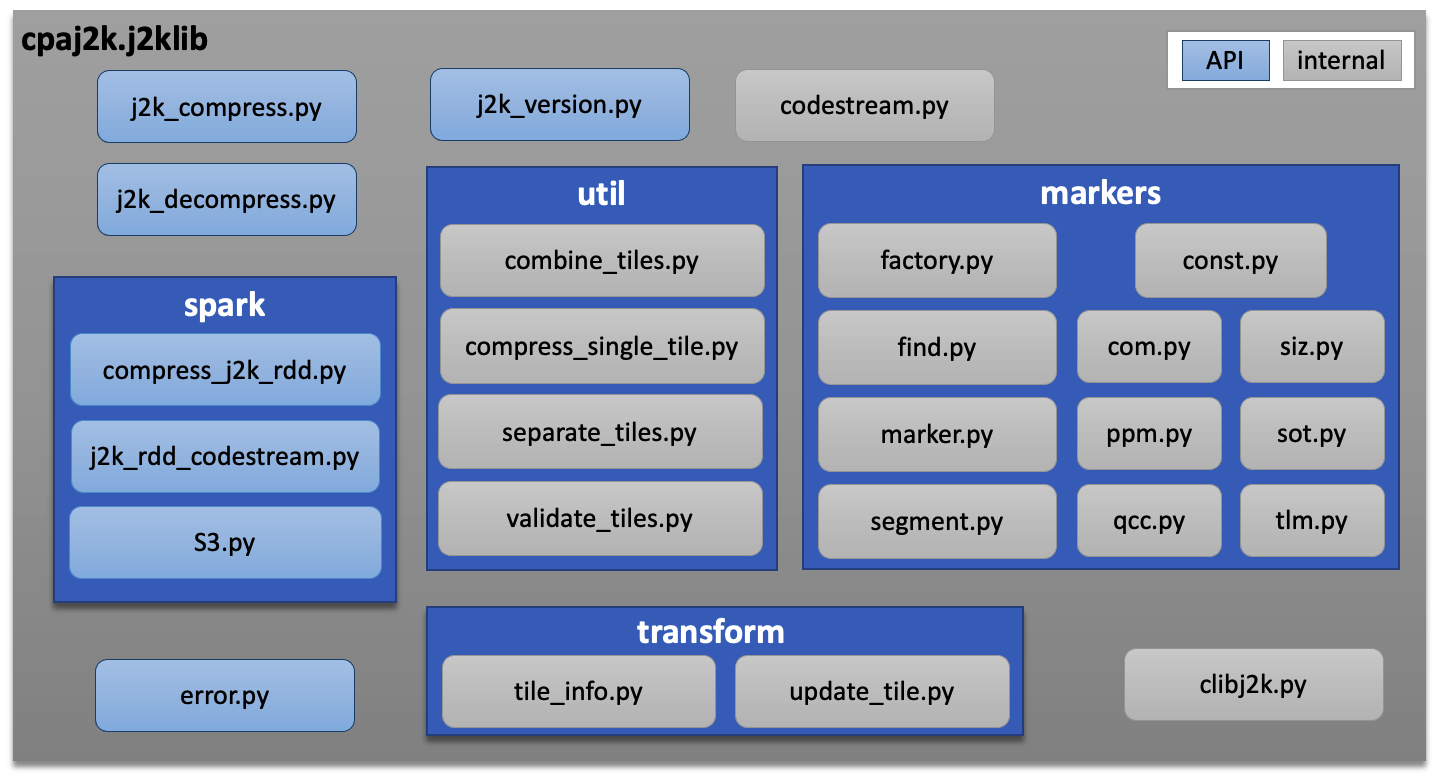 cpaj2k.j2klib
API
internal
j2k_compress.py
j2k_version.py
codestream.py
j2k_decompress.py
spark
compress_j2k_rdd.py
j2k_rdd_codestream.py
S3.py
util
combine_tiles.py
compress_single_tile.py
separate_tiles.py
validate_tiles.py
markers
factory.py
const.py
find.py
com.py
siz.py
marker.py
ppm.py
sot.py
segment.py
qcc.py
tlm.py
error.py
transform
tile_info.py
update_tile.py
clibj2k.py